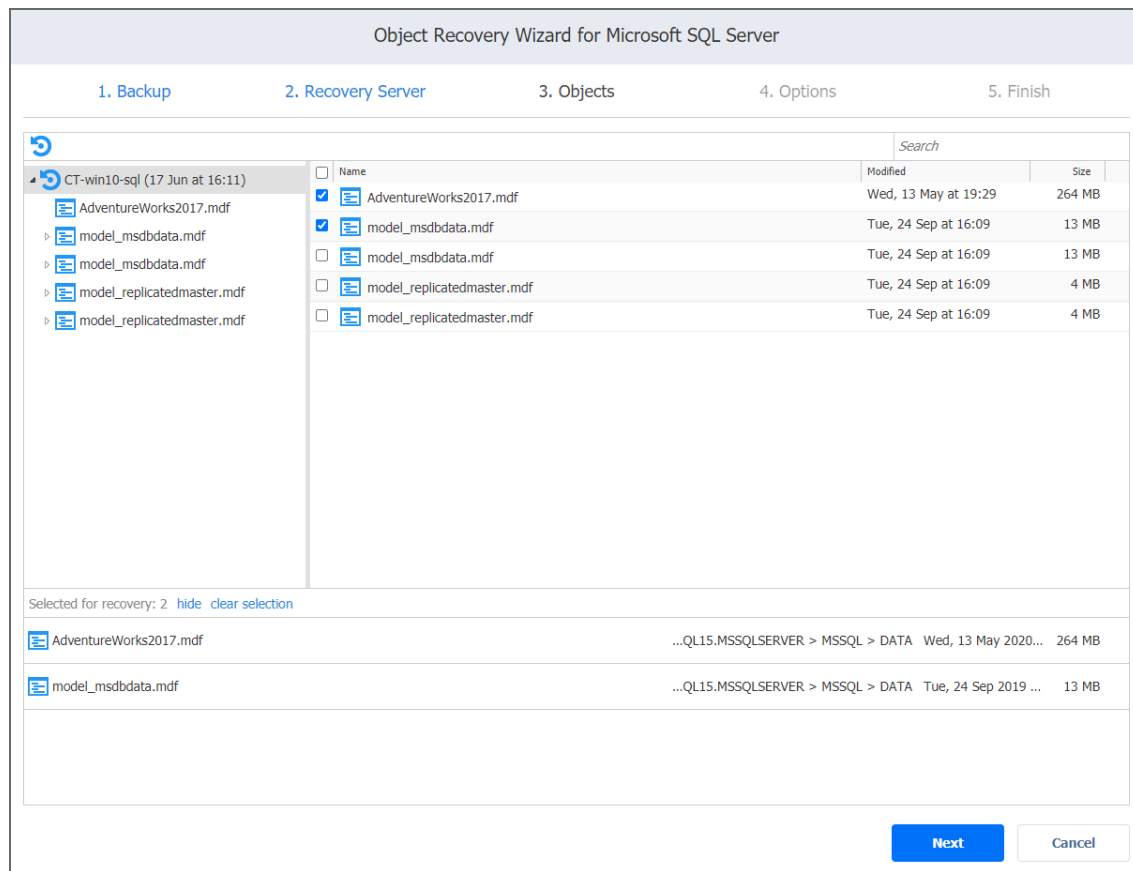 Object Recovery Wizard for Microsoft SQL Server
1. Backup 2. Recovery Server 3. Objects 4. Options 5. Finish
Search
CT-win10-sql (17 Jun at 16:11)
AdventureWorks2017.mdf
model_msdbdata.mdf
model_msdbdata.mdf
model_replicatedmaster.mdf
model_replicatedmaster.mdf
Name Modified Size
AdventureWorks2017.mdf Wed, 13 May at 19:29 264 MB
model_msdbdata.mdf Tue, 24 Sep at 16:09 13 MB
model_msdbdata.mdf Tue, 24 Sep at 16:09 13 MB
model_replicatedmaster.mdf Tue, 24 Sep at 16:09 4 MB
model_replicatedmaster.mdf Tue, 24 Sep at 16:09 4 MB
Selected for recovery: 2 hide clear selection
AdventureWorks2017.mdf ...QL15.MSSQLSERVER > MSSQL > DATA Wed, 13 May 2020... 264 MB
model_msdbdata.mdf ...QL15.MSSQLSERVER > MSSQL > DATA Tue, 24 Sep 2019 ... 13 MB
Next Cancel